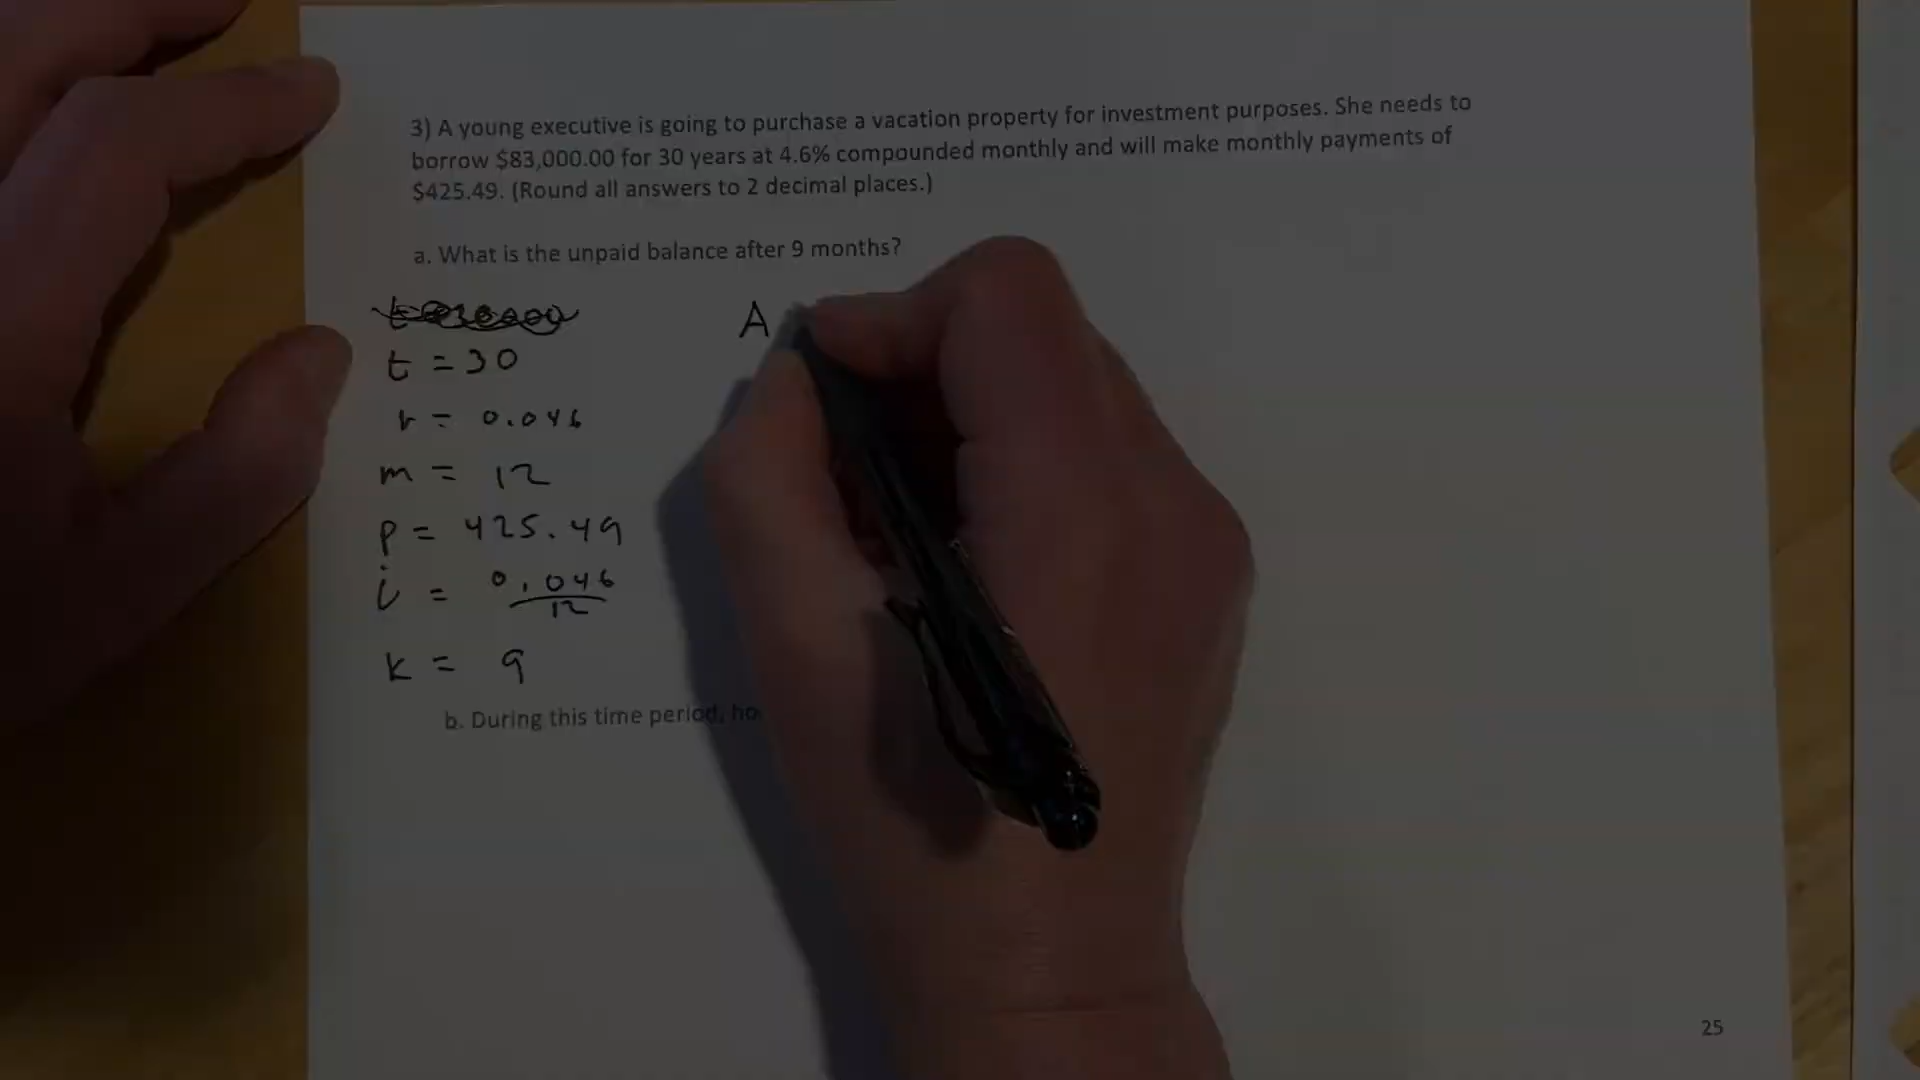 3) A young executive is going to purchase a vacation property for investment purposes. She needs to
borrow $83,000.00 for 30 years at 4.6% compounded monthly and will make monthly payments of
$425.49. (Round all answers to 2 decimal places.)
a. What is the unpaid balance after 9 months?
A
t = 30
r = 0.046
m = 12
p = 425.49
i = 0.046
12
k = 9
b. During this time period,
25